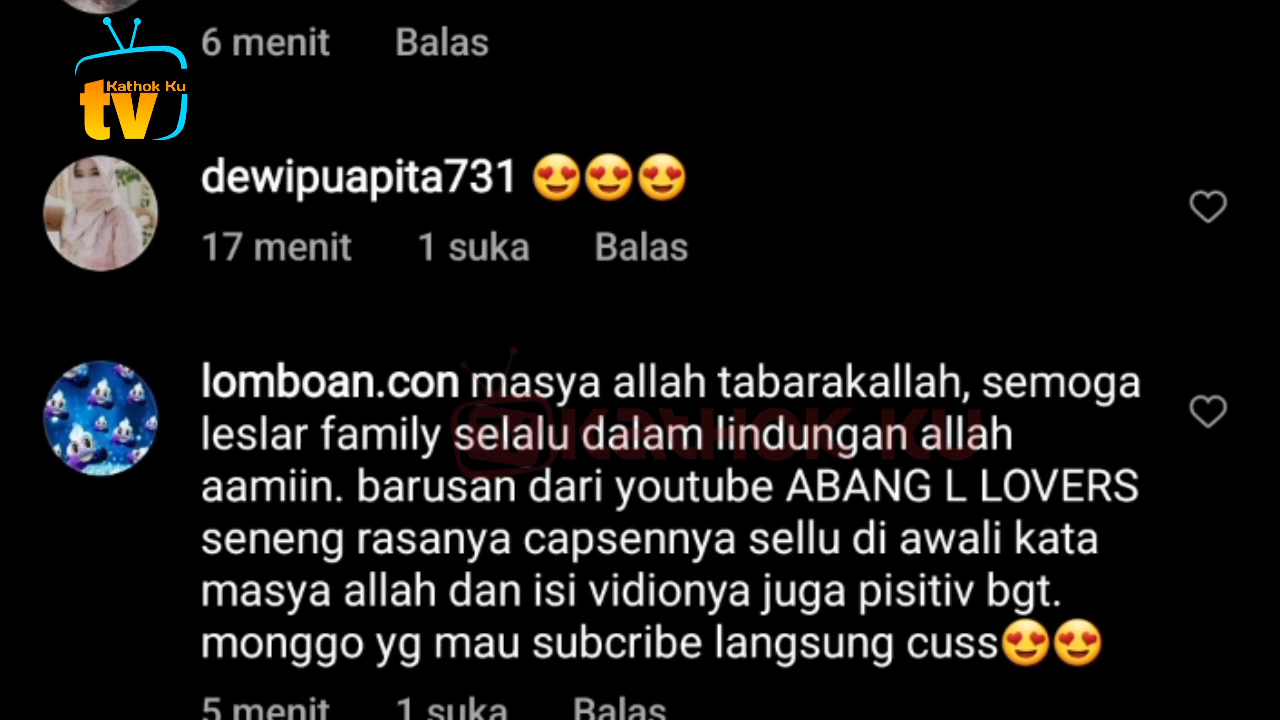 6 menit Balas
Kathok Ku
tv
dewipuapita731 😍😍😍
17 menit 1 suka Balas
lomboan.con masya allah tabarakallah, semoga
leslar family selalu dalam lindungan allah
aamiin. barusan dari youtube ABANG L LOVERS
seneng rasanya capsennya sellu di awali kata
masya allah dan isi vidionya juga pisitiv bgt.
monggo yg mau subcribe langsung cuss😍😍
KATHOK KU
5 menit 1 suka Balas